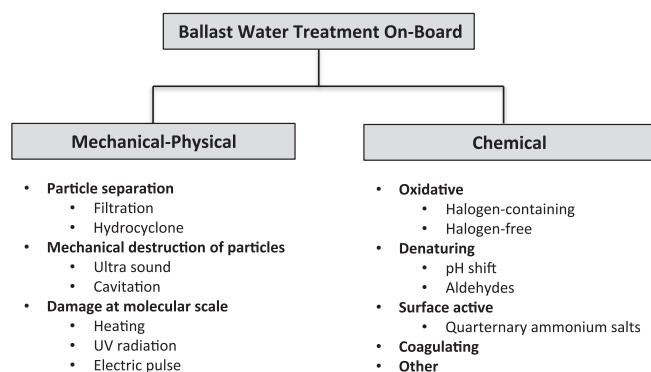 Ballast Water Treatment On-Board
Mechanical-Physical
• Particle separation
• Filtration
• Hydrocyclone
• Mechanical destruction of particles
• Ultra sound
• Cavitation
• Damage at molecular scale
• Heating
• UV radiation
• Electric pulse
Chemical
• Oxidative
• Halogen-containing
• Halogen-free
• Denaturing
• pH shift
• Aldehydes
• Surface active
• Quarternary ammonium salts
• Coagulating
• Other